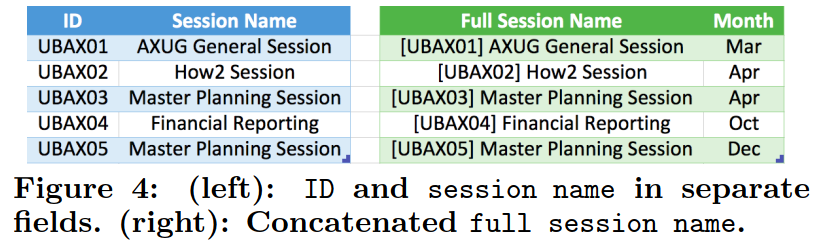 ID Session Name Full Session Name Month
UBAX01 AXUG General Session [UBAX01] AXUG General Session Mar
UBAX02 How2 Session [UBAX02] How2 Session Apr
UBAX03 Master Planning Session [UBAX03] Master Planning Session Apr
UBAX04 Financial Reporting [UBAX04] Financial Reporting Oct
UBAX05 Master Planning Session [UBAX05] Master Planning Session Dec
Figure 4: (left): ID and session name in separate
fields. (right): Concatenated full session name.